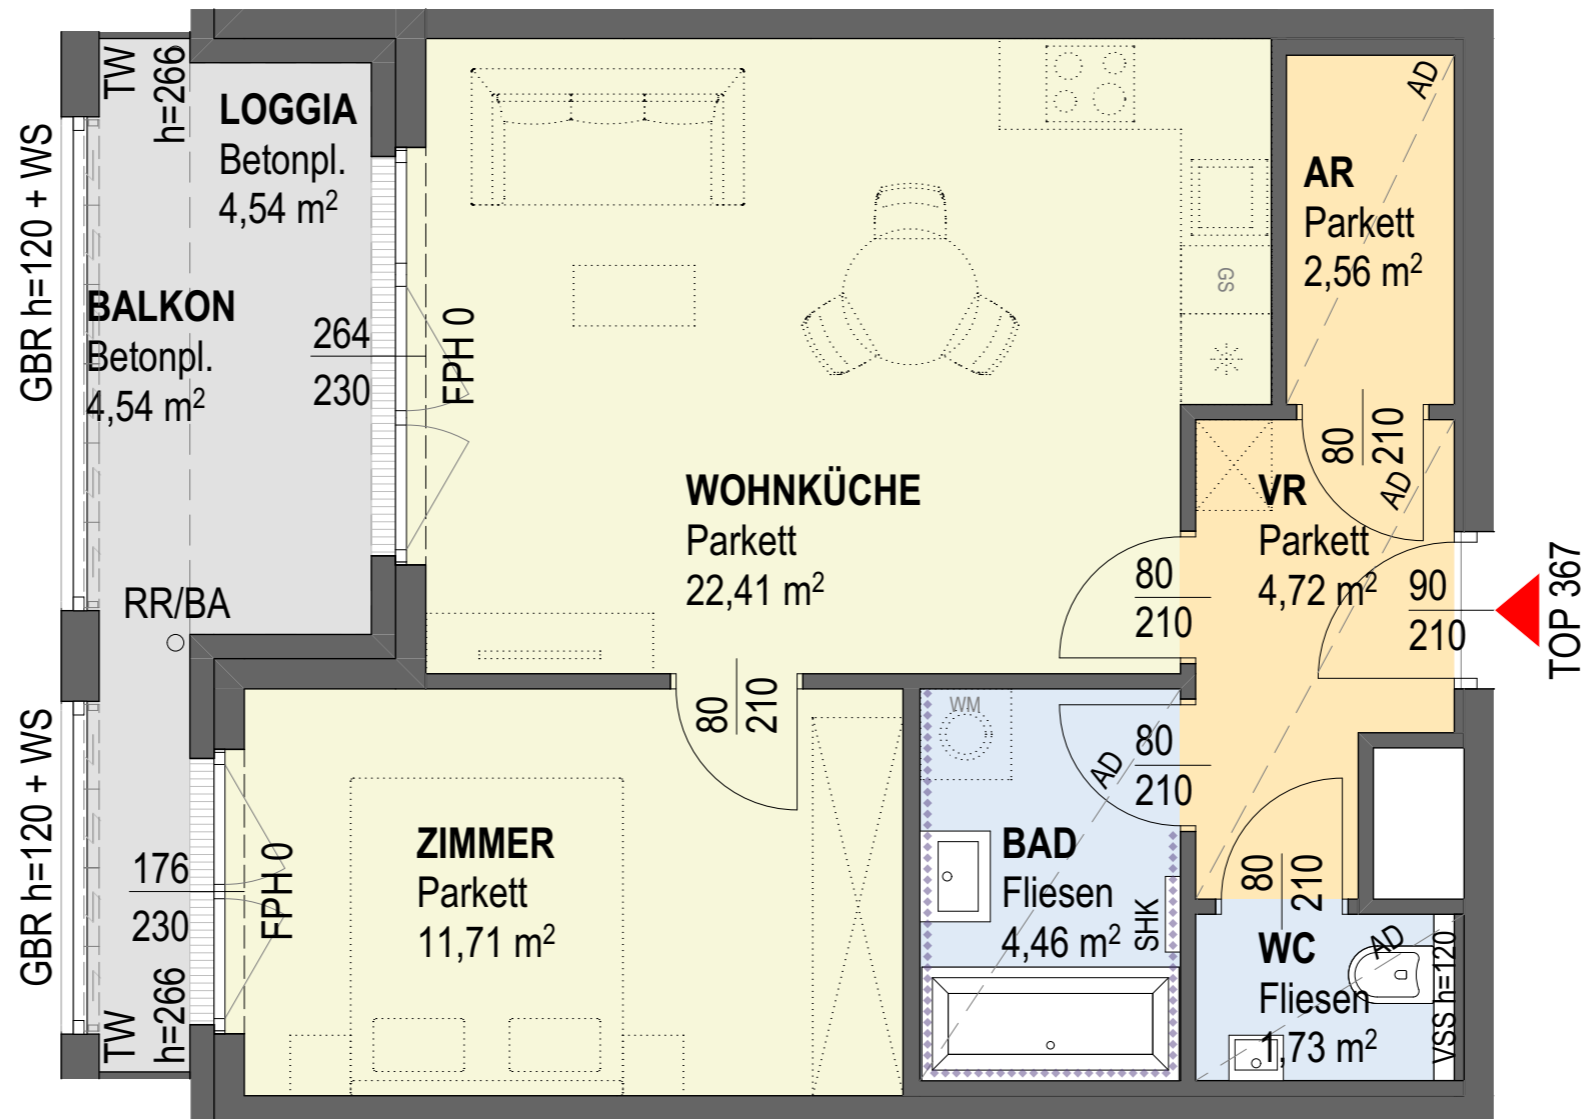 TW
h=266
GBR h=120 + WS
LOGGIA
Betonpl.
4,54 m²
BALKON
Betonpl.
4,54 m²
264
230
FPH 0
RR/BA
WOHNKÜCHE
Parkett
22,41 m²
GS
AR
Parkett
2,56 m²
AD
80
210
AD
VR
Parkett
4,72 m²
80
210
90
210
TOP 367
GBR h=120 + WS
176
230
FPH 0
TW
h=266
ZIMMER
Parkett
11,71 m²
80
210
WM
AD
80
210
BAD
Fliesen
4,46 m²
SHK
80
210
WC
Fliesen
1,73 m²
AD
VSS h=120